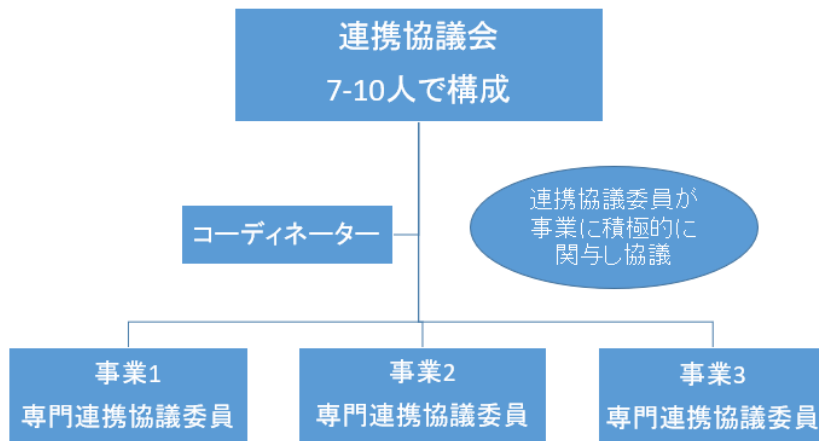 連携協議会
7-10人で構成
コーディネーター
連携協議委員が
事業に積極的に
関与し協議
事業1
専門連携協議委員
事業2
専門連携協議委員
事業3
専門連携協議委員